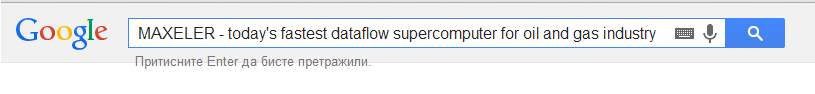 Google MAXELER - today's fastest dataflow supercomputer for oil and gas industry
Притисните Enter да бисте претражили.